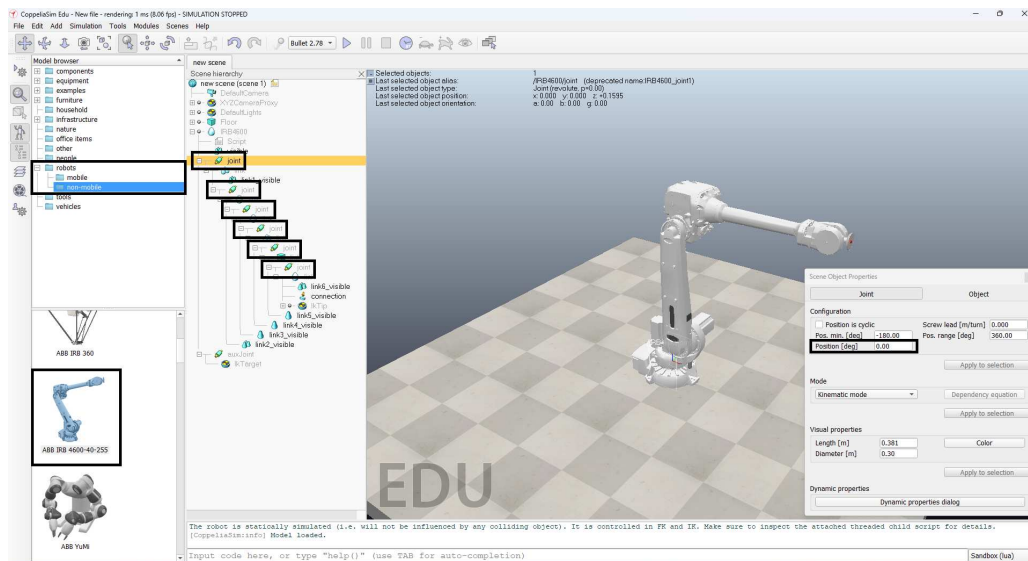 CoppeliaSim Edu - New file - rendering: 1 ms (8.06 fps) - SIMULATION STOPPED
File Edit Add Simulation Tools Modules Scenes Help
Bullet 2.78
Model browser
components
equipment
examples
furniture
household
infrastructure
nature
office items
other
people
robots
mobile
non-mobile
tools
vehicles
ABB IRB 360
ABB IRB 4600-40-255
ABB YuMi
new scene
Scene hierarchy
new scene (scene 1)
DefaultCamera
XYZCameraProxy
DefaultLights
Floor
IRB4600
Script
visible
joint
link
link1_visible
joint
joint
joint
joint
joint
link6_visible
connection
IkTip
link5_visible
link4_visible
link3_visible
link2_visible
auxJoint
IkTarget
Selected objects: 1
Last selected object alias: /IRB4600/joint (deprecated name:IRB4600_joint1)
Last selected object type: Joint (revolute, p=0.00)
Last selected object position: x: 0.000 y: 0.000 z: +0.1595
Last selected object orientation: a: 0.00 b: 0.00 g: 0.00
EDU
Scene Object Properties
Joint Object
Configuration
Position is cyclic Screw lead [m/turn] 0.000
Pos. min. [deg] -180.00 Pos. range [deg] 360.00
Position [deg] 0.00
Apply to selection
Mode
Kinematic mode Dependency equation
Apply to selection
Visual properties
Length [m] 0.381 Color
Diameter [m] 0.30
Apply to selection
Dynamic properties
Dynamic properties dialog
The robot is statically simulated (i.e. will not be influenced by any colliding object). It is controlled in FK and IK. Make sure to inspect the attached threaded child script for details.
[CoppeliaSim:info] Model loaded.
Input code here, or type "help()" (use TAB for auto-completion)
Sandbox (lua)